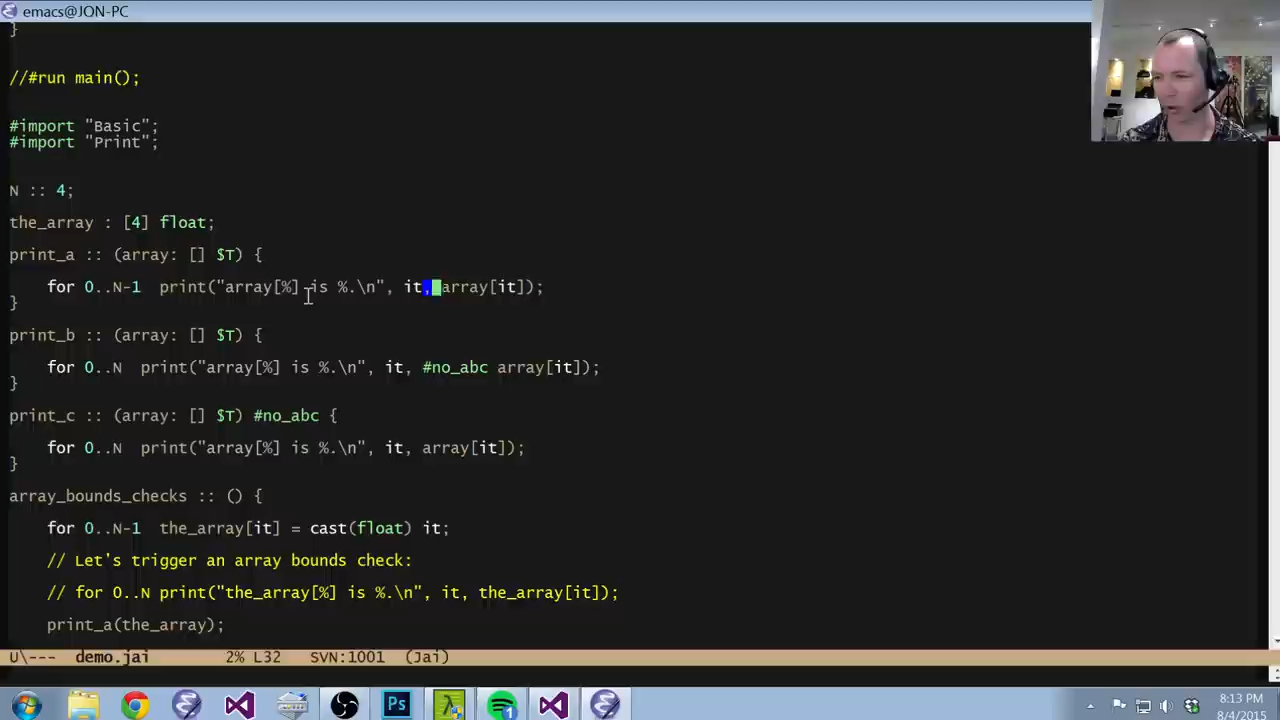 emacs@JON-PC
}
//#run main();
#import "Basic";
#import "Print";
N :: 4;
the_array : [4] float;
print_a :: (array: [] $T) {
for 0..N-1  print("array[%] is %.\n", it, array[it]);
}
print_b :: (array: [] $T) {
for 0..N  print("array[%] is %.\n", it, #no_abc array[it]);
}
print_c :: (array: [] $T) #no_abc {
for 0..N  print("array[%] is %.\n", it, array[it]);
}
array_bounds_checks :: () {
for 0..N-1  the_array[it] = cast(float) it;
// Let's trigger an array bounds check:
// for 0..N print("the_array[%] is %.\n", it, the_array[it]);
print_a(the_array);
U\---  demo.jai  2% L32  SVN:1001  (Jai)
Ps
1
8:13 PM
8/4/2015